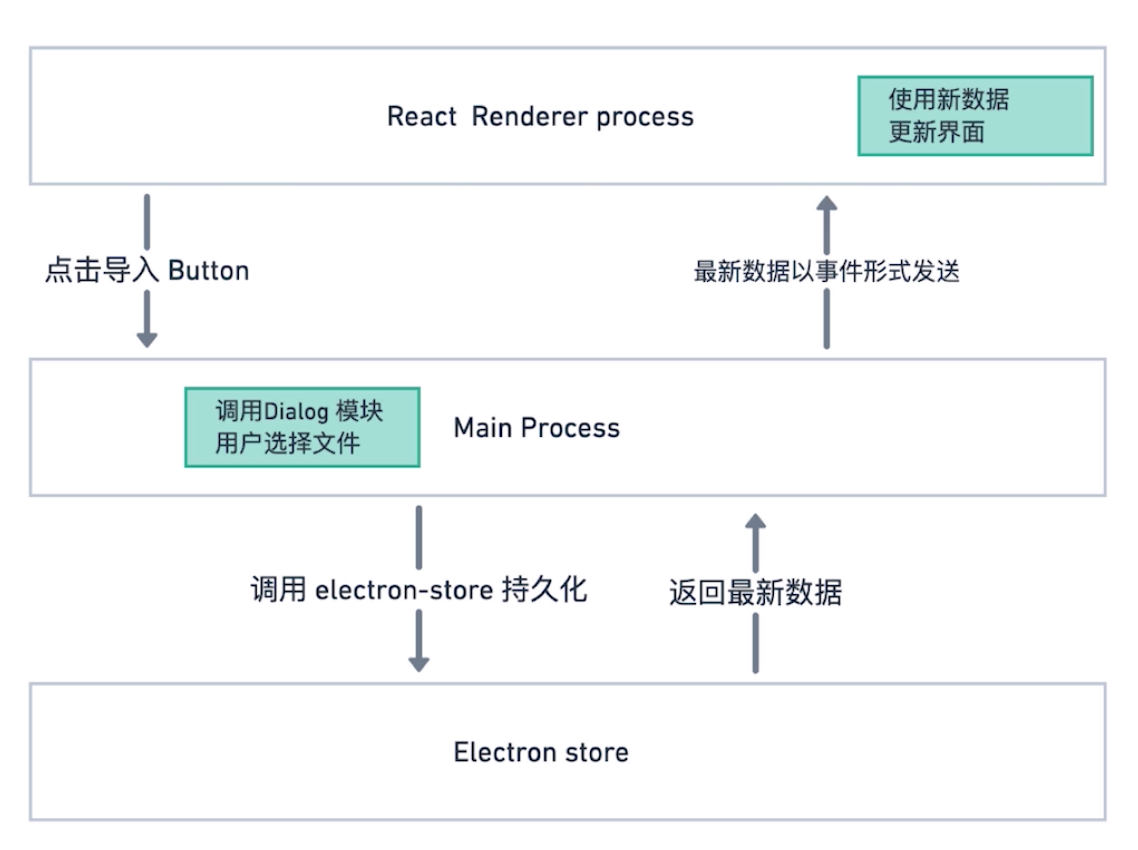 React Renderer process
使用新数据
更新界面
点击导入 Button
最新数据以事件形式发送
调用Dialog 模块
用户选择文件
Main Process
调用 electron-store 持久化
返回最新数据
Electron store